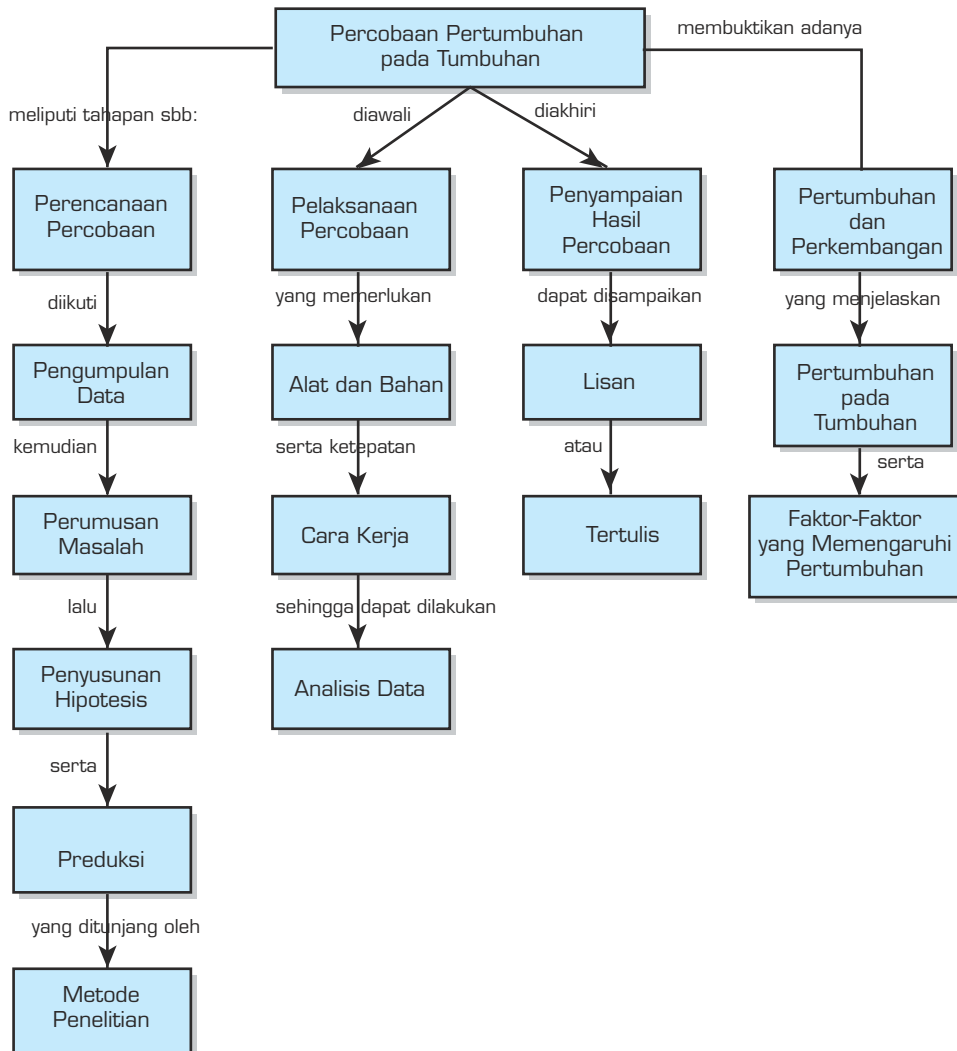 Percobaan Pertumbuhan
pada Tumbuhan
membuktikan adanya
meliputi tahapan sbb:
diawali
diakhiri
Perencanaan
Percobaan
Pelaksanaan
Percobaan
Penyampaian
Hasil
Percobaan
Pertumbuhan
dan
Perkembangan
diikuti
yang memerlukan
dapat disampaikan
yang menjelaskan
Pengumpulan
Data
Alat dan Bahan
Lisan
Pertumbuhan
pada
Tumbuhan
kemudian
serta ketepatan
atau
serta
Perumusan
Masalah
Cara Kerja
Tertulis
Faktor-Faktor
yang Memengaruhi
Pertumbuhan
lalu
sehingga dapat dilakukan
Penyusunan
Hipotesis
Analisis Data
serta
Preduksi
yang ditunjang oleh
Metode
Penelitian